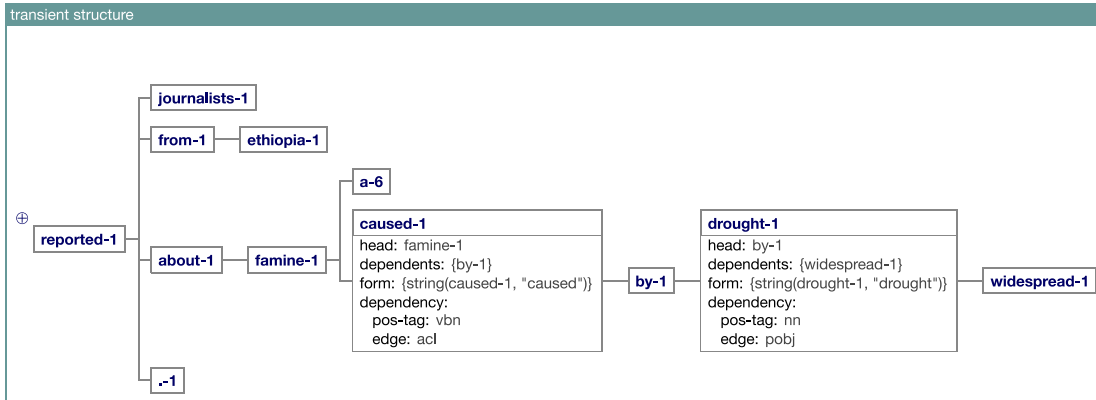 transient structure
journalists-1
from-1
ethiopia-1
a-6
reported-1
about-1
famine-1
caused-1
head: famine-1
dependents: {by-1}
form: {string(caused-1, "caused")}
dependency:
pos-tag: vbn
edge: acl
by-1
drought-1
head: by-1
dependents: {widespread-1}
form: {string(drought-1, "drought")}
dependency:
pos-tag: nn
edge: pobj
widespread-1
.-1